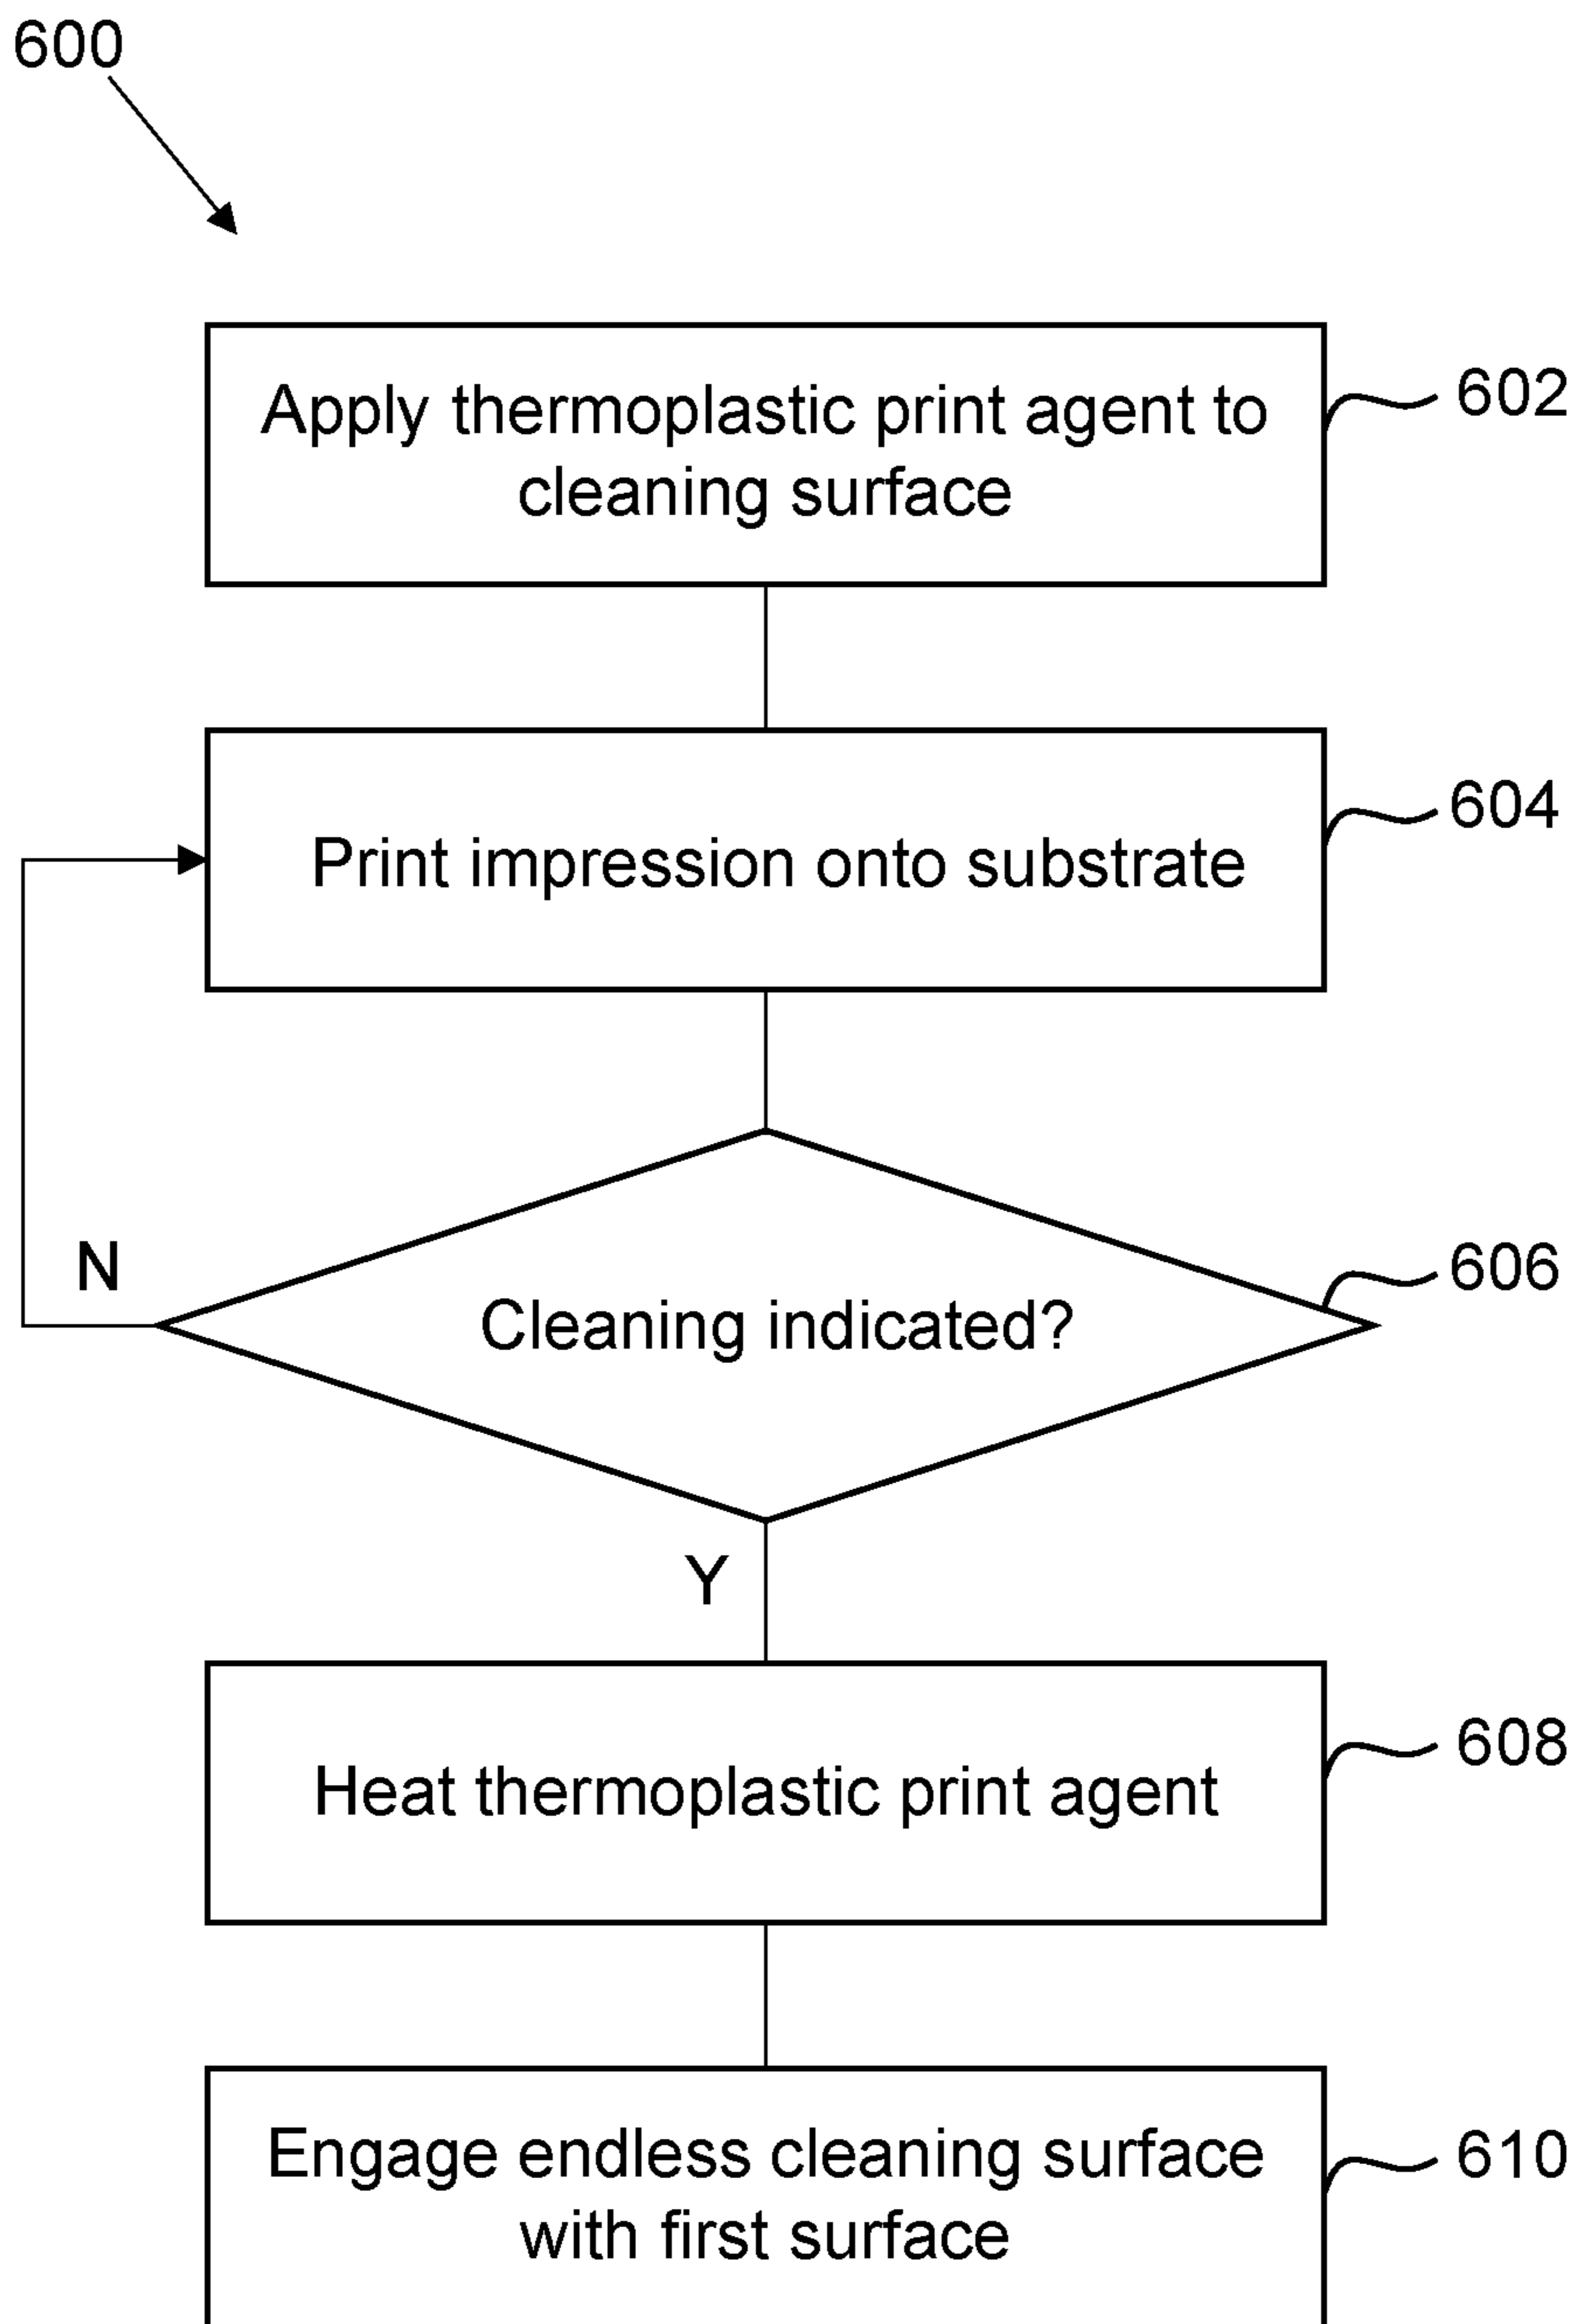 600
Apply thermoplastic print agent to
cleaning surface
602
Print impression onto substrate
604
N
Cleaning indicated?
606
Y
Heat thermoplastic print agent
608
Engage endless cleaning surface
with first surface
610